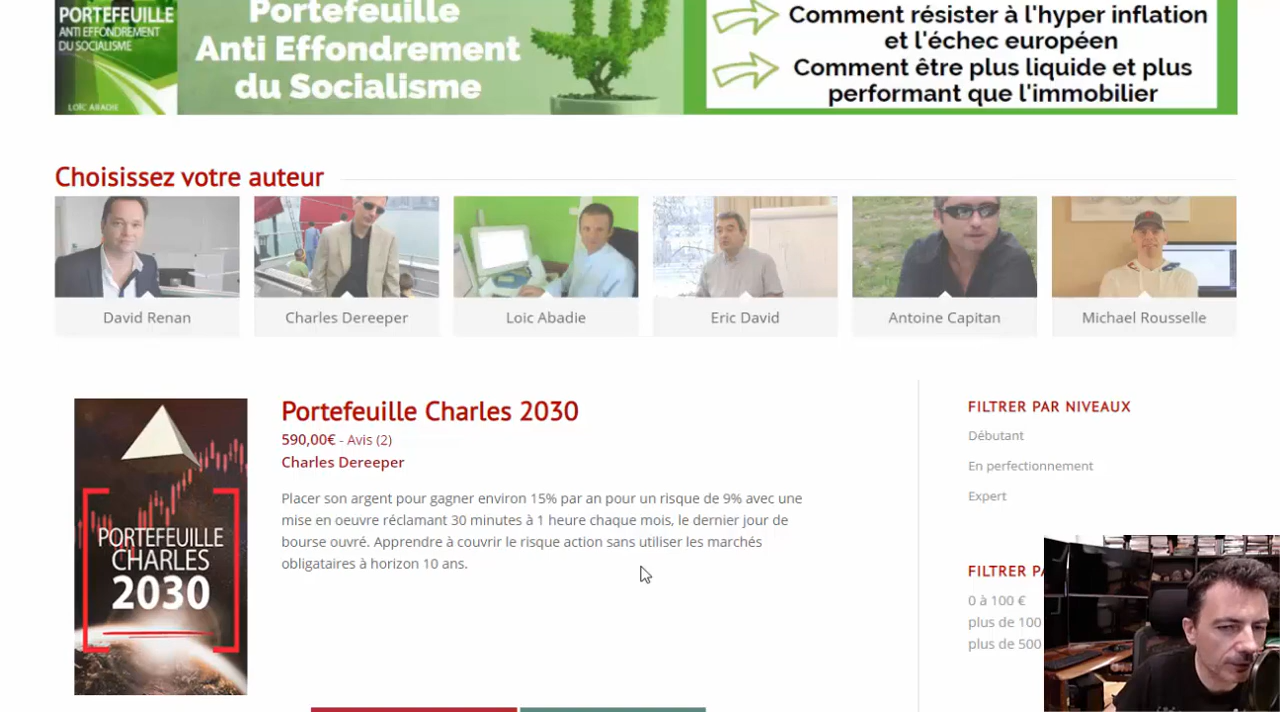 PORTEFEUILLE
ANTI EFFONDREMENT
DU SOCIALISME
LOIC ABADIE
Portefeuille
Anti Effondrement
du Socialisme
Comment résister à l'hyper inflation
et l'échec européen
Comment être plus liquide et plus
performant que l'immobilier
Choisissez votre auteur
David Renan
Charles Dereeper
Loic Abadie
Eric David
Antoine Capitan
Michael Rousselle
PORTEFEUILLE
CHARLES
2030
Portefeuille Charles 2030
590,00€ - Avis (2)
Charles Dereeper
Placer son argent pour gagner environ 15% par an pour un risque de 9% avec une
mise en oeuvre réclamant 30 minutes à 1 heure chaque mois, le dernier jour de
bourse ouvré. Apprendre à couvrir le risque action sans utiliser les marchés
obligataires à horizon 10 ans.
FILTRER PAR NIVEAUX
Débutant
En perfectionnement
Expert
FILTRER PA
0 à 100 €
plus de 100
plus de 500